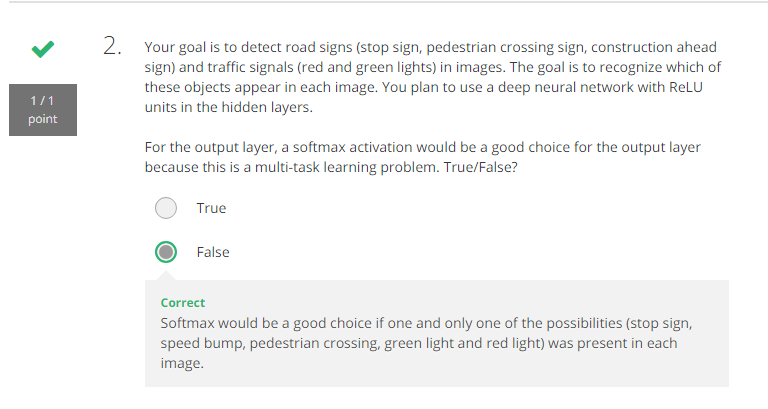 2.
Your goal is to detect road signs (stop sign, pedestrian crossing sign, construction ahead
sign) and traffic signals (red and green lights) in images. The goal is to recognize which of
these objects appear in each image. You plan to use a deep neural network with ReLU
units in the hidden layers.
1 / 1
point
For the output layer, a softmax activation would be a good choice for the output layer
because this is a multi-task learning problem. True/False?
True
False
Correct
Softmax would be a good choice if one and only one of the possibilities (stop sign,
speed bump, pedestrian crossing, green light and red light) was present in each
image.